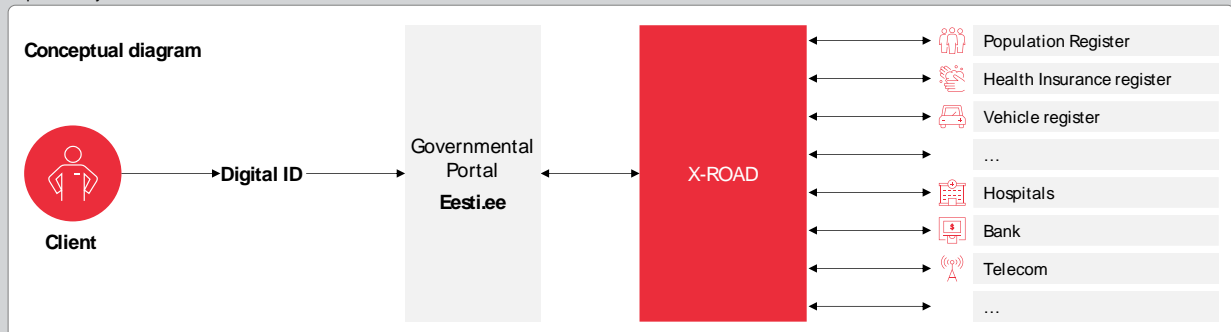 Conceptual diagram
Client
Digital ID
Governmental
Portal
Eesti.ee
X-ROAD
Population Register
Health Insurance register
Vehicle register
…
Hospitals
Bank
Telecom
…